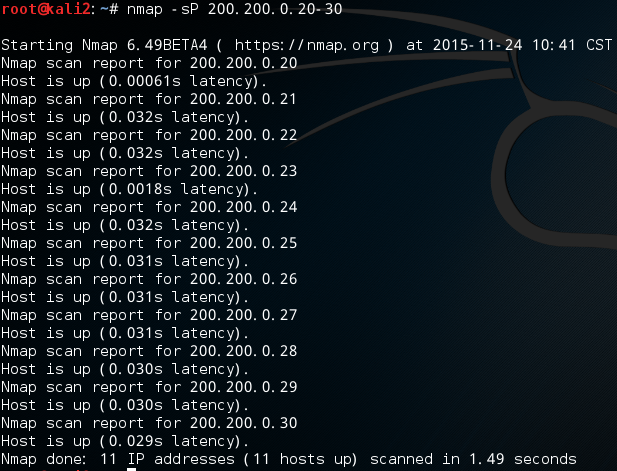 root@kali2:~# nmap -sP 200.200.0.20-30
Starting Nmap 6.49BETA4 ( https://nmap.org ) at 2015-11-24 10:41 CST
Nmap scan report for 200.200.0.20
Host is up (0.00061s latency).
Nmap scan report for 200.200.0.21
Host is up (0.032s latency).
Nmap scan report for 200.200.0.22
Host is up (0.032s latency).
Nmap scan report for 200.200.0.23
Host is up (0.0018s latency).
Nmap scan report for 200.200.0.24
Host is up (0.032s latency).
Nmap scan report for 200.200.0.25
Host is up (0.031s latency).
Nmap scan report for 200.200.0.26
Host is up (0.031s latency).
Nmap scan report for 200.200.0.27
Host is up (0.031s latency).
Nmap scan report for 200.200.0.28
Host is up (0.030s latency).
Nmap scan report for 200.200.0.29
Host is up (0.030s latency).
Nmap scan report for 200.200.0.30
Host is up (0.029s latency).
Nmap done: 11 IP addresses (11 hosts up) scanned in 1.49 seconds